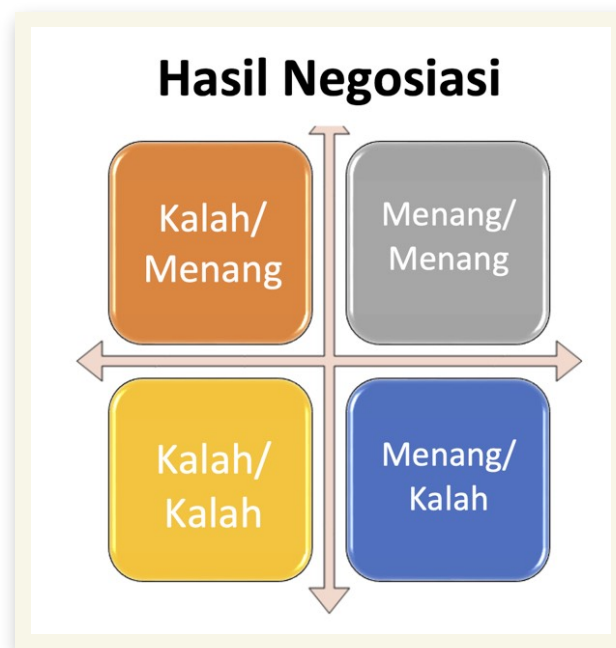 Hasil Negosiasi
Kalah/
Menang
Menang/
Menang
Kalah/
Kalah
Menang/
Kalah